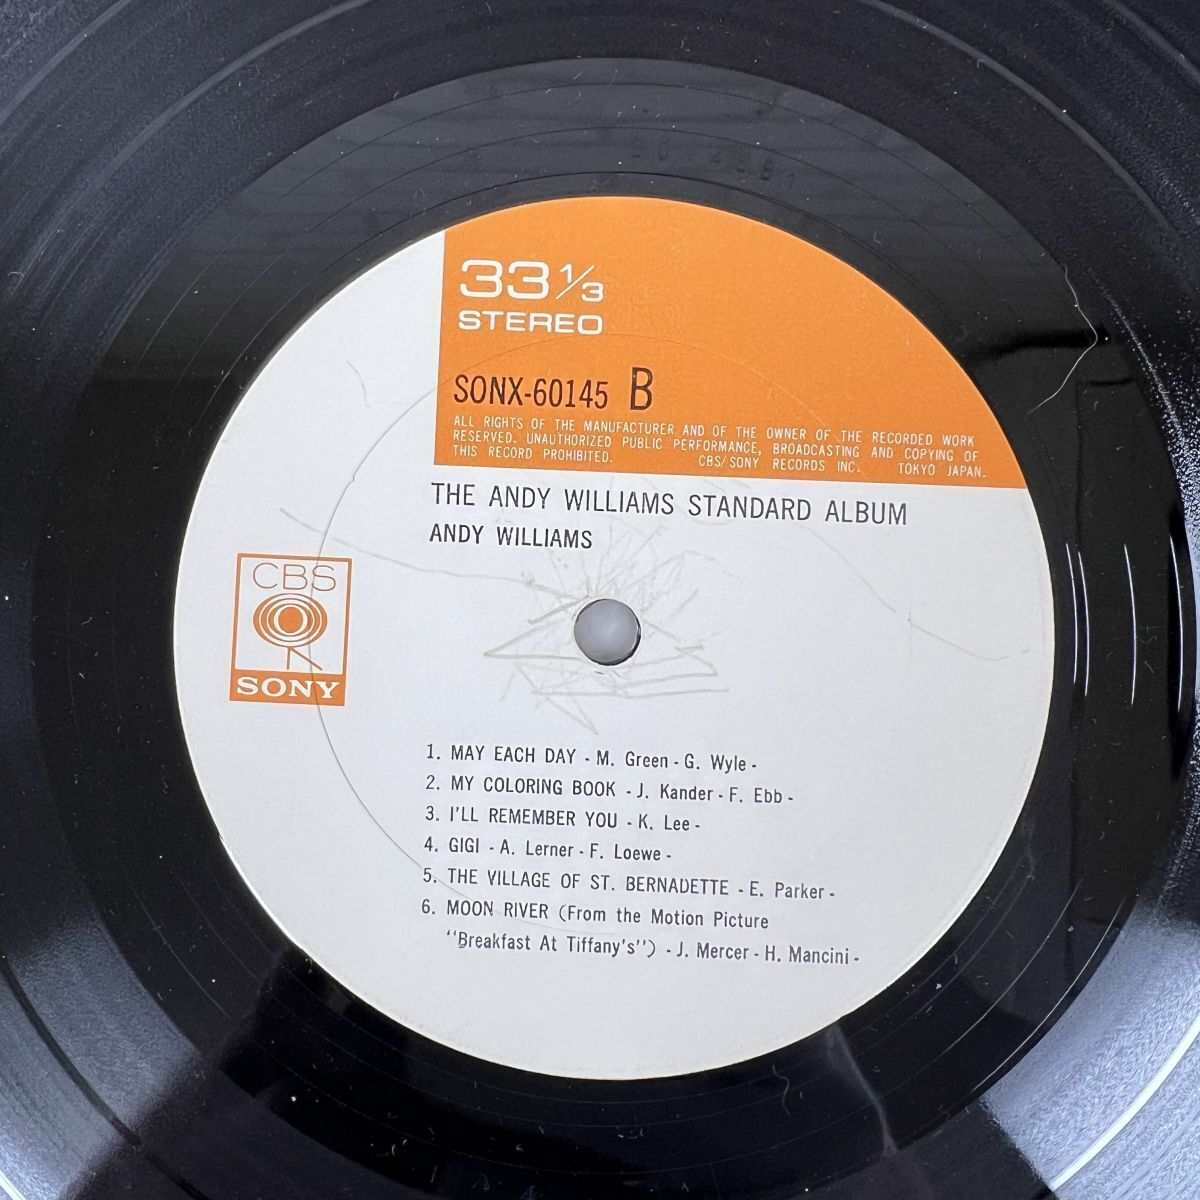 33 1/3
STEREO
SONX-60145 B
ALL RIGHTS OF THE MANUFACTURER AND OF THE OWNER OF THE RECORDED WORK
RESERVED. UNAUTHORIZED PUBLIC PERFORMANCE, BROADCASTING AND COPYING OF
THIS RECORD PROHIBITED. CBS/SONY RECORDS INC. TOKYO JAPAN.
THE ANDY WILLIAMS STANDARD ALBUM
ANDY WILLIAMS
CBS
SONY
1. MAY EACH DAY - M. Green - G. Wyle -
2. MY COLORING BOOK - J. Kander - F. Ebb -
3. I'LL REMEMBER YOU - K. Lee -
4. GIGI - A. Lerner - F. Loewe -
5. THE VILLAGE OF ST. BERNADETTE - E. Parker -
6. MOON RIVER (From the Motion Picture
"Breakfast At Tiffany's") - J. Mercer - H. Mancini -